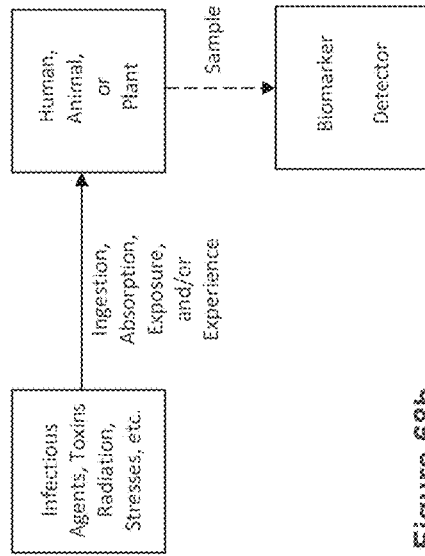 Infectious
Agents, Toxins
Radiation,
Stresses, etc.
Ingestion,
Absorption,
Exposure,
and/or
Experience
Human,
Animal,
or
Plant
Sample
Biomarker
Detector
Figure